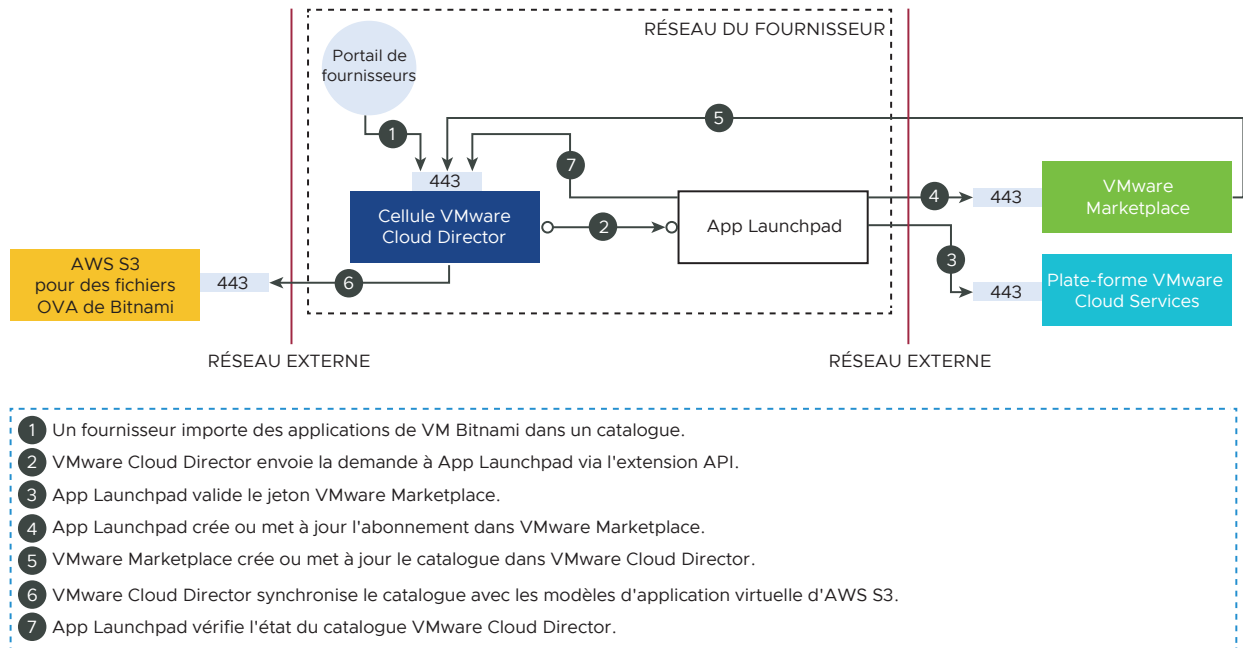 RÉSEAU DU FOURNISSEUR
Portail de
fournisseurs
1
5
7
443
Cellule VMware
Cloud Director
2
App Launchpad
4
443
VMware
Marketplace
3
443
Plate-forme VMware
Cloud Services
AWS S3
pour des fichiers
OVA de Bitnami
443
6
RÉSEAU EXTERNE
RÉSEAU EXTERNE
1 Un fournisseur importe des applications de VM Bitnami dans un catalogue.
2 VMware Cloud Director envoie la demande à App Launchpad via l'extension API.
3 App Launchpad valide le jeton VMware Marketplace.
4 App Launchpad crée ou met à jour l'abonnement dans VMware Marketplace.
5 VMware Marketplace crée ou met à jour le catalogue dans VMware Cloud Director.
6 VMware Cloud Director synchronise le catalogue avec les modèles d'application virtuelle d'AWS S3.
7 App Launchpad vérifie l'état du catalogue VMware Cloud Director.